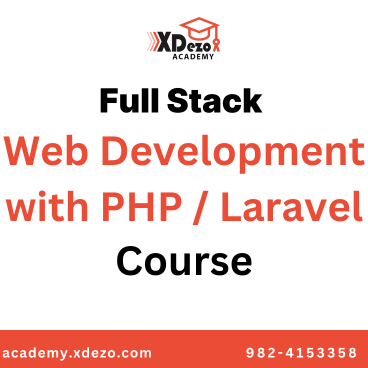 XDezo
ACADEMY
Full Stack
Web Development
with PHP / Laravel
Course
academy.xdezo.com 982-4153358